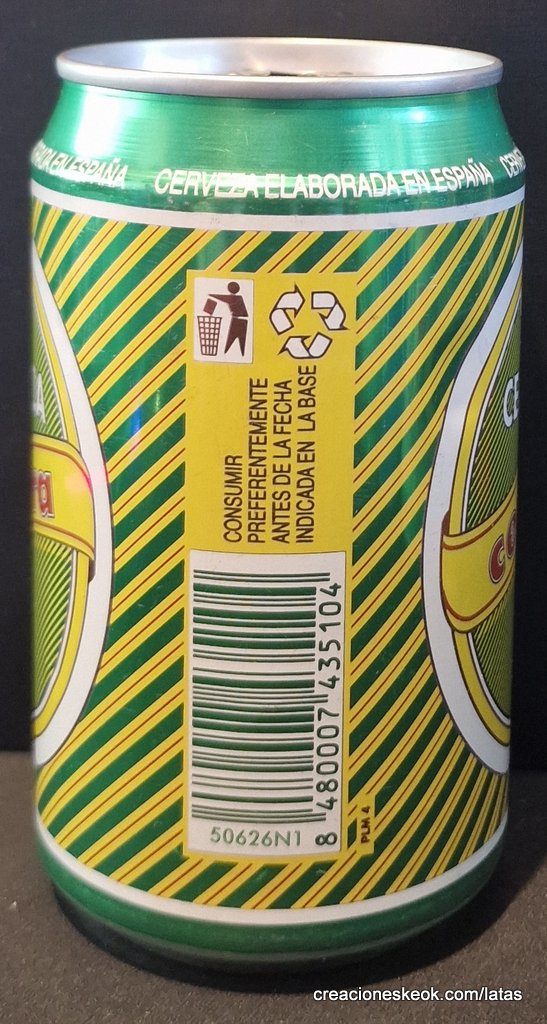 CERVEZA ELABORADA EN ESPAÑA
CONSUMIR
PREFERENTEMENTE
ANTES DE LA FECHA
INDICADA EN LA BASE
8 480007 435104
50626N1
PLM 4
creacioneskeok.com/latas